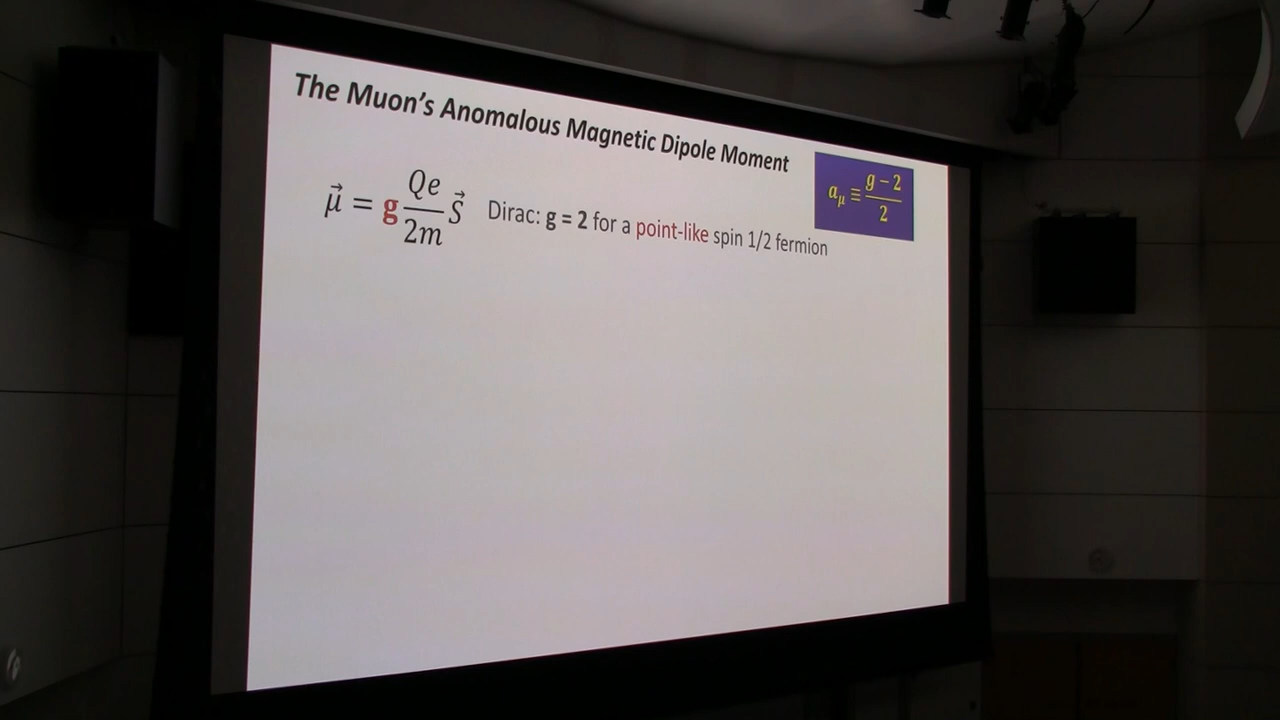 The Muon's Anomalous Magnetic Dipole Moment
μ⃗ = g Qe/2m S⃗ Dirac: g = 2 for a point-like spin 1/2 fermion
aμ ≡ g − 2/2